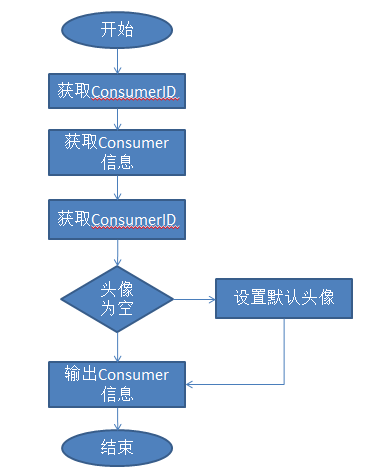 开始
获取ConsumerID
获取Consumer
信息
获取ConsumerID
头像
为空
设置默认头像
输出Consumer
信息
结束